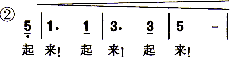 ②
5 | 1. 1 | 3. 3 | 5 - |
起 来! 起 来! 起 来!